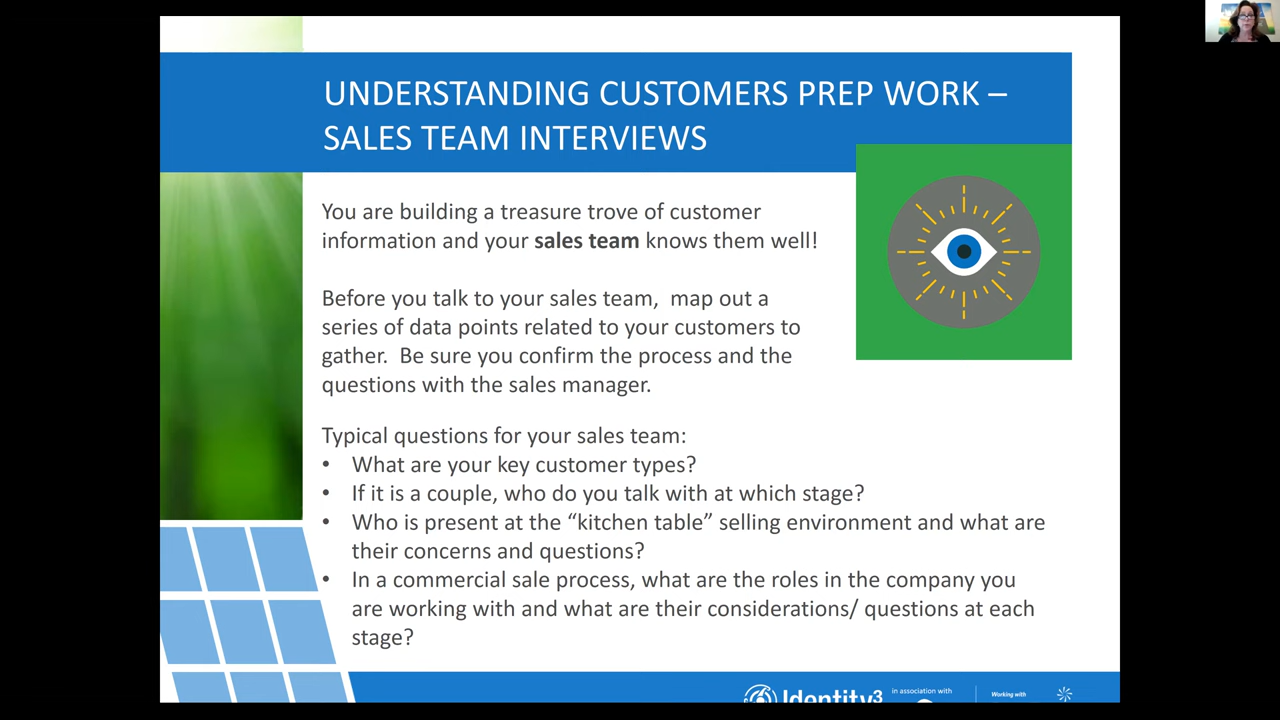 UNDERSTANDING CUSTOMERS PREP WORK –
SALES TEAM INTERVIEWS
You are building a treasure trove of customer
information and your sales team knows them well!
Before you talk to your sales team,  map out a
series of data points related to your customers to
gather.  Be sure you confirm the process and the
questions with the sales manager.
Typical questions for your sales team:
• What are your key customer types?
• If it is a couple, who do you talk with at which stage?
• Who is present at the “kitchen table” selling environment and what are
their concerns and questions?
• In a commercial sale process, what are the roles in the company you
are working with and what are their considerations/ questions at each
stage?
Identity3
in association with
Working with